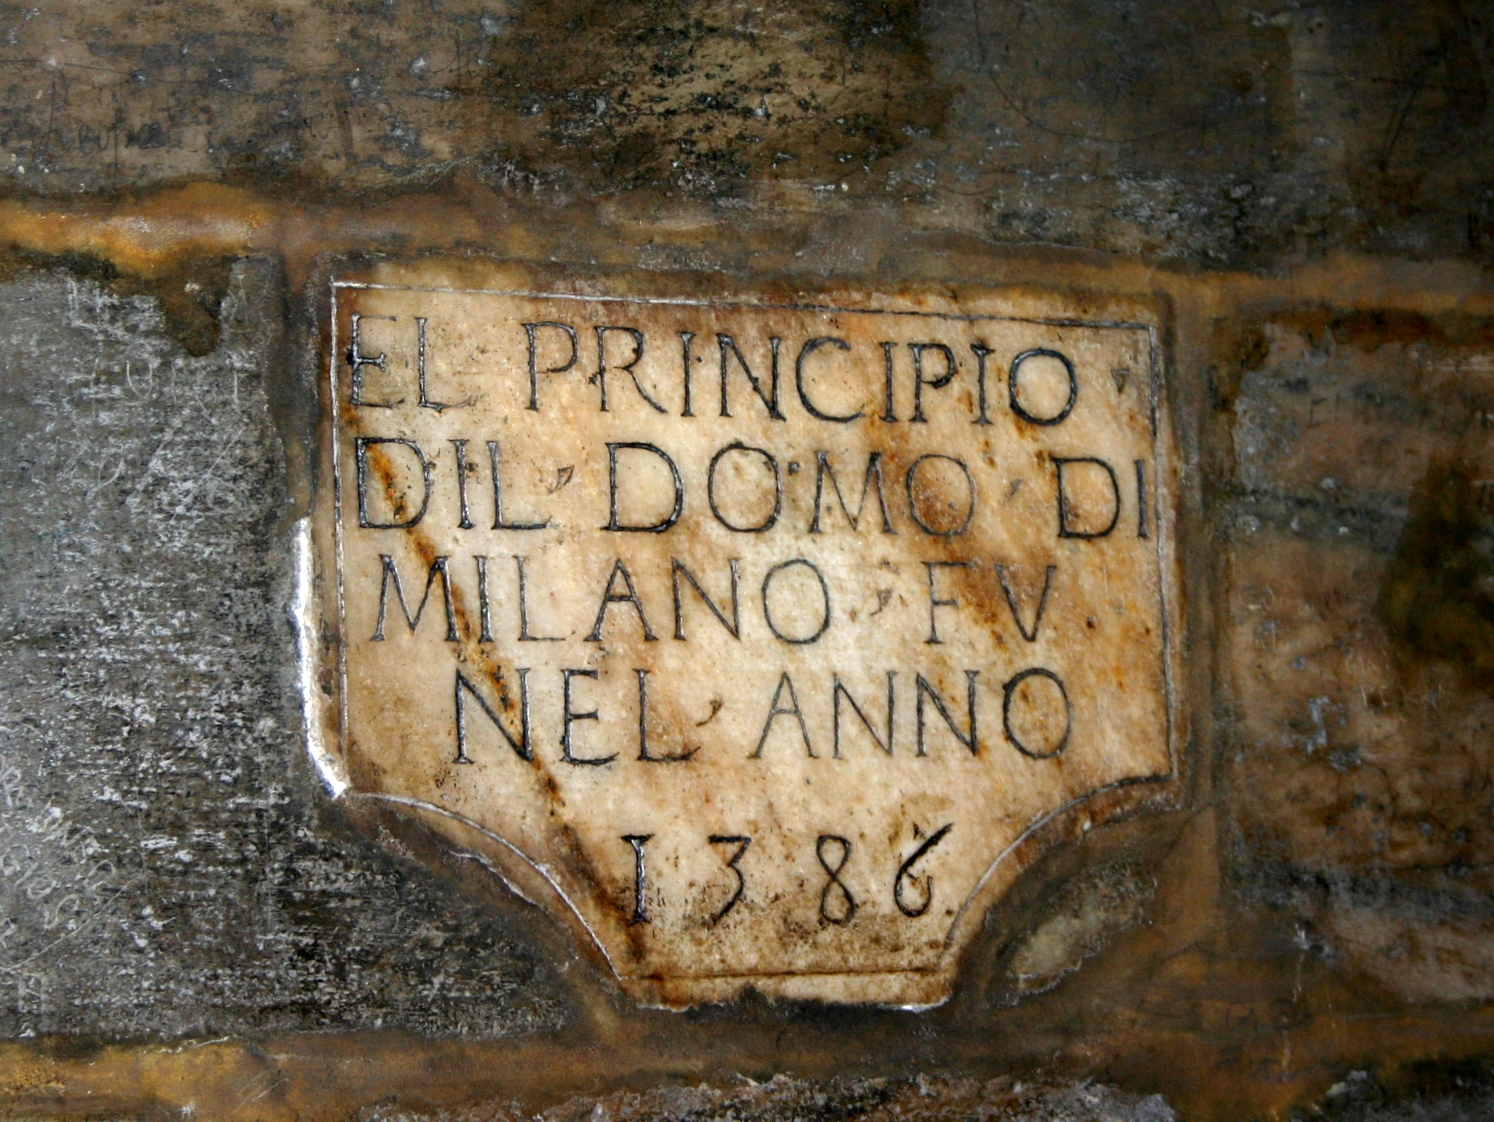 EL PRINCIPIO
DIL DOMO DI
MILANO FV
NEL ANNO
1386